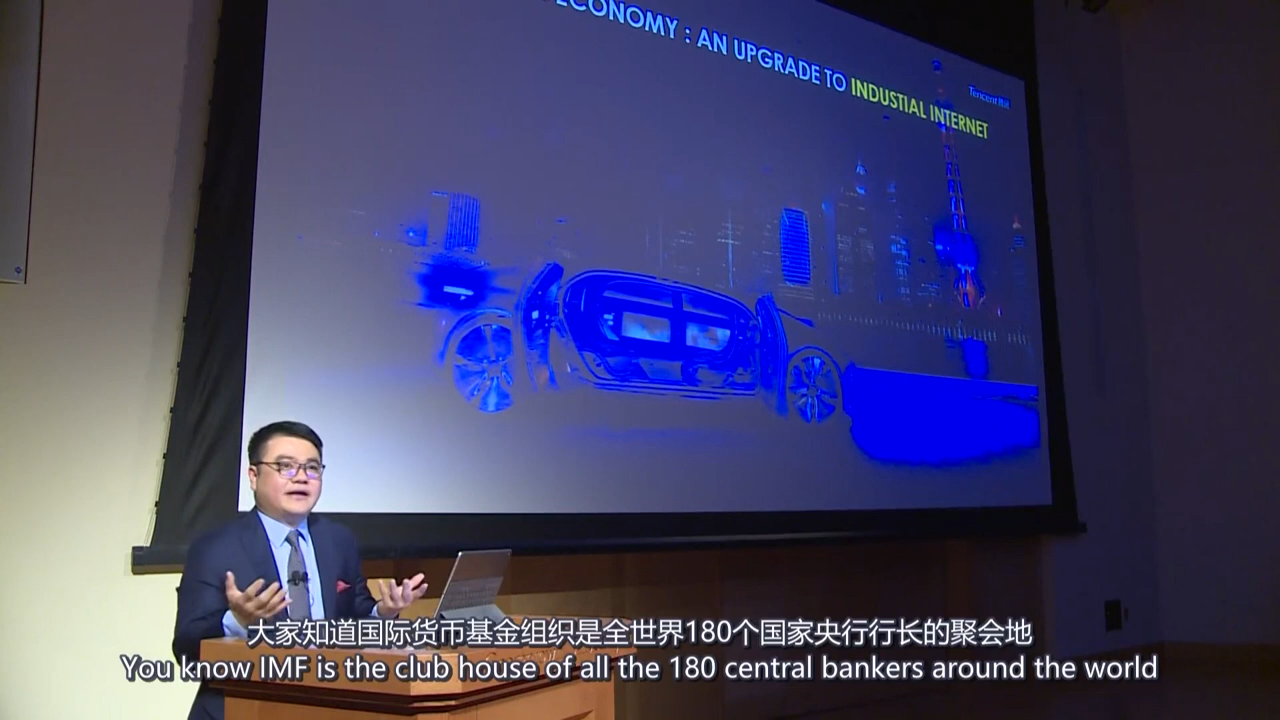 ECONOMY : AN UPGRADE TO INDUSTIAL INTERNET
Tencent 腾讯
大家知道国际货币基金组织是全世界180个国家央行行长的聚会地
You know IMF is the club house of all the 180 central bankers around the world